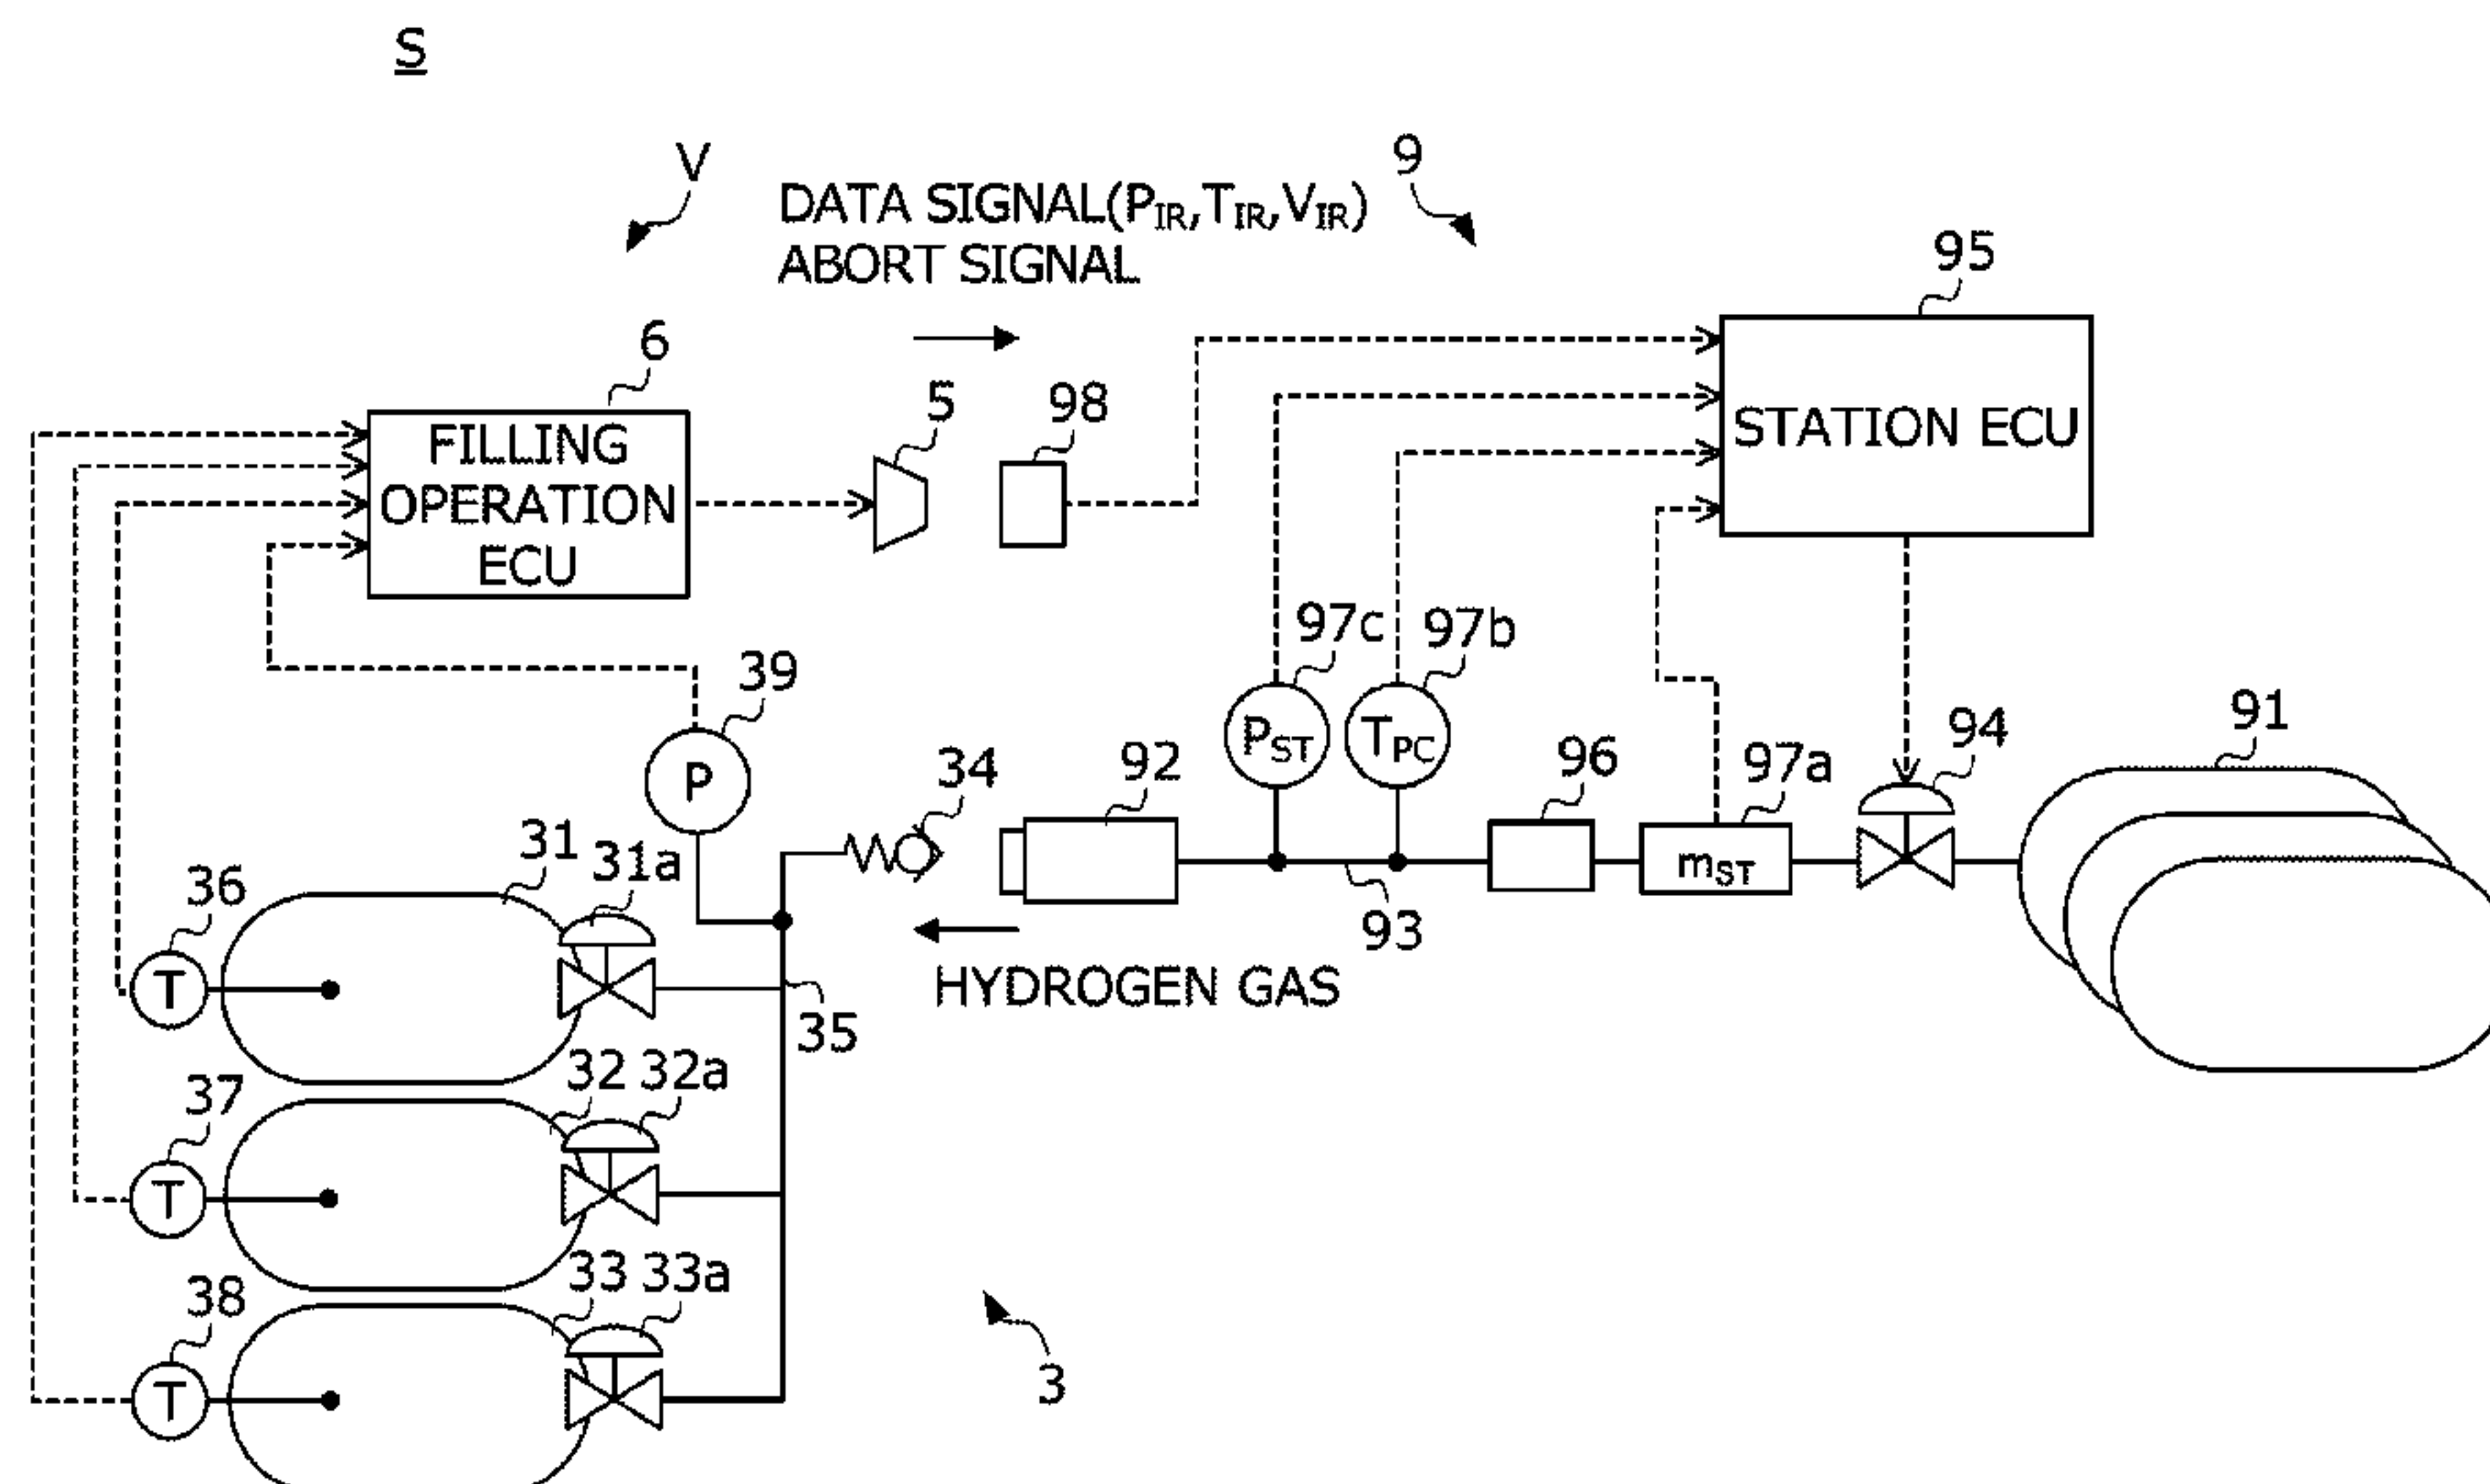 S
V
9
DATA SIGNAL(PIR,TIR,VIR)
ABORT SIGNAL
95
6
5
98
FILLING
OPERATION
ECU
STATION ECU
97c
97b
39
P
PST
TPC
34
92
96
97a
94
91
mST
31
31a
36
T
93
HYDROGEN GAS
35
32
32a
37
T
33
33a
38
T
3